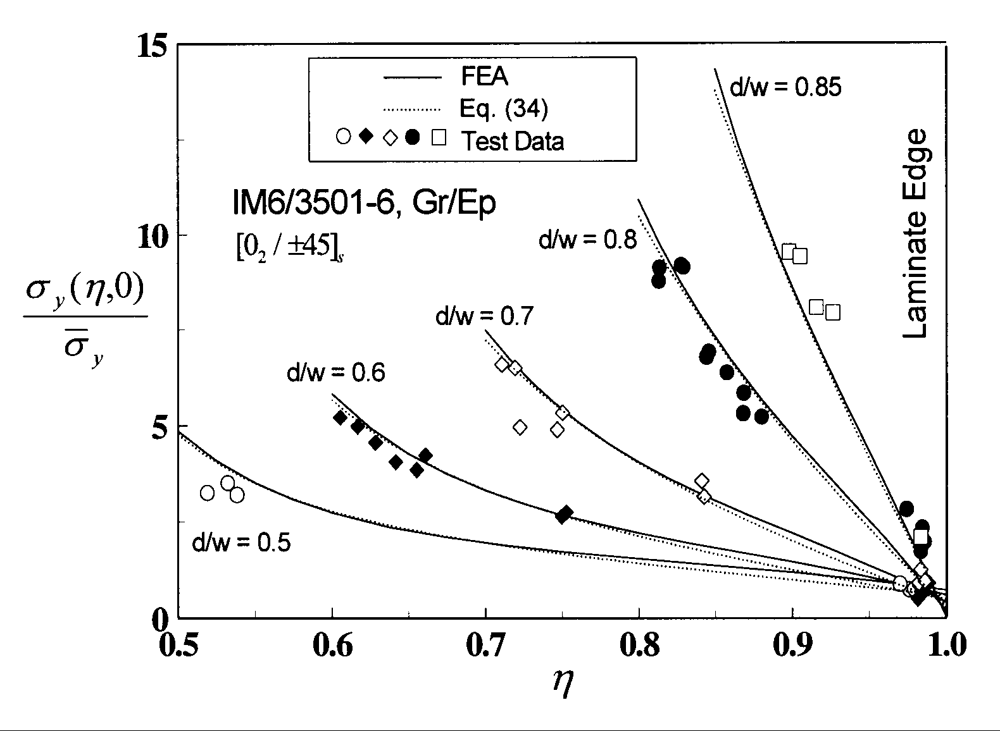 15
FEA
Eq. (34)
Test Data
d/w = 0.85
Laminate Edge
IM6/3501-6, Gr/Ep
[0₂ / ±45]ₛ
10
d/w = 0.8
σ_y(η,0)
σ̅_y
d/w = 0.7
d/w = 0.6
5
d/w = 0.5
0
0.5 0.6 0.7 0.8 0.9 1.0
η